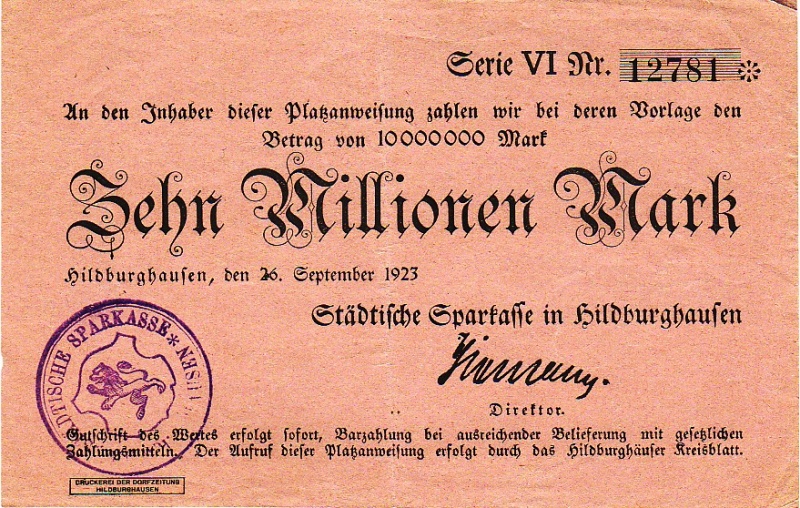 Serie VI Nr. 12781 ✻
An den Inhaber dieser Platzanweisung zahlen wir bei deren Vorlage den
Betrag von 10000000 Mark
Zehn Millionen Mark
Hildburghausen, den 26. September 1923
Städtische Sparkasse in Hildburghausen
Direktor.
DTISCHE SPARKASSE * HSEN
Gutschrift des Wertes erfolgt sofort, Barzahlung bei ausreichender Belieferung mit gesetzlichen
Zahlungsmitteln. Der Aufruf dieser Platzanweisung erfolgt durch das Hildburghäuser Kreisblatt.
DRUCKEREI DER DORFZEITUNG
HILDBURGHAUSEN